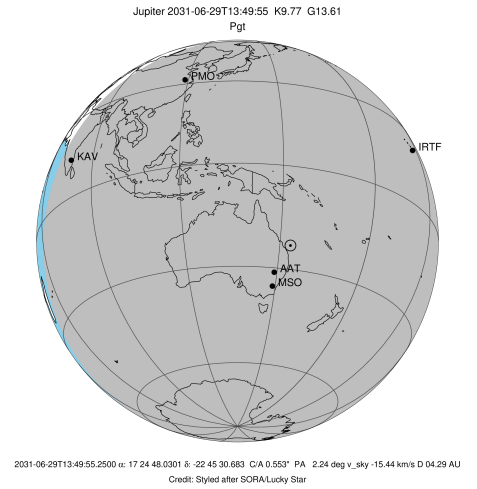 Jupiter 2031-06-29T13:49:55  K9.77  G13.61
Pgt
PMO
KAV
IRTF
AAT
MSO
2031-06-29T13:49:55.2500 α: 17 24 48.0301 δ: -22 45 30.683  C/A 0.553"  PA   2.24 deg v_sky -15.44 km/s D 04.29 AU
Credit: Styled after SORA/Lucky Star